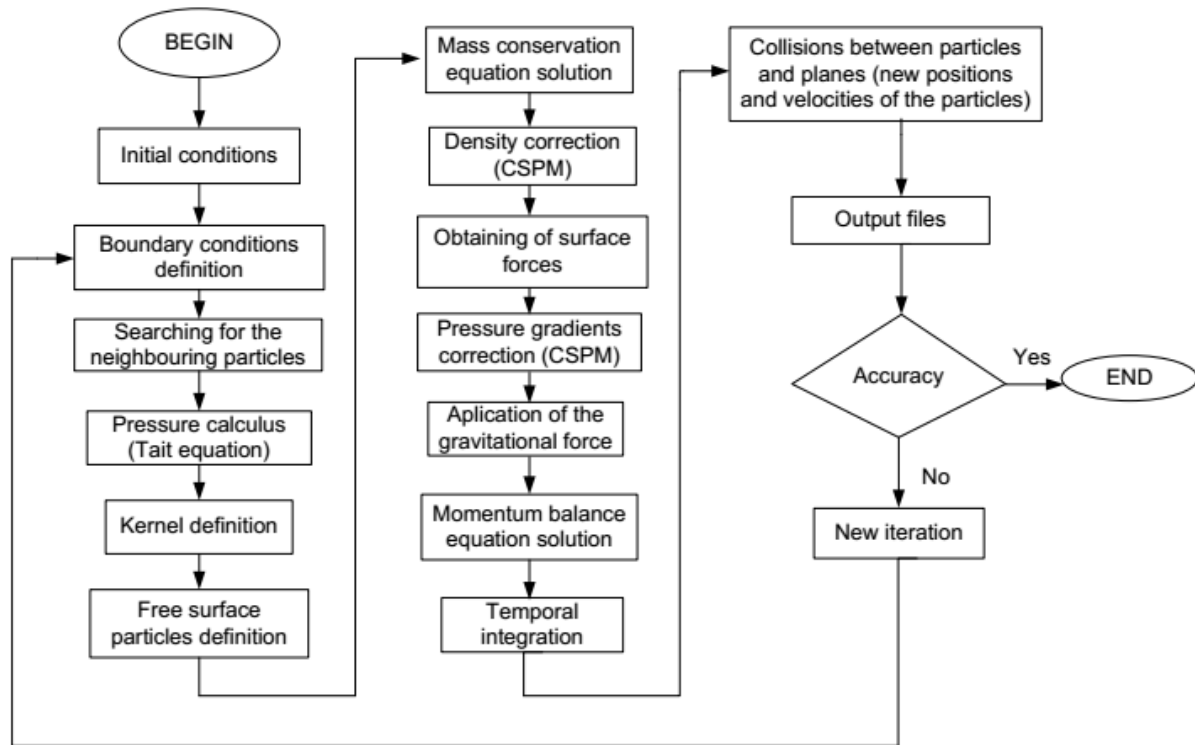 BEGIN
Initial conditions
Boundary conditions
definition
Searching for the
neighbouring particles
Pressure calculus
(Tait equation)
Kernel definition
Free surface
particles definition
Mass conservation
equation solution
Density correction
(CSPM)
Obtaining of surface
forces
Pressure gradients
correction (CSPM)
Aplication of the
gravitational force
Momentum balance
equation solution
Temporal
integration
Collisions between particles
and planes (new positions
and velocities of the particles)
Output files
Accuracy
Yes
END
No
New iteration